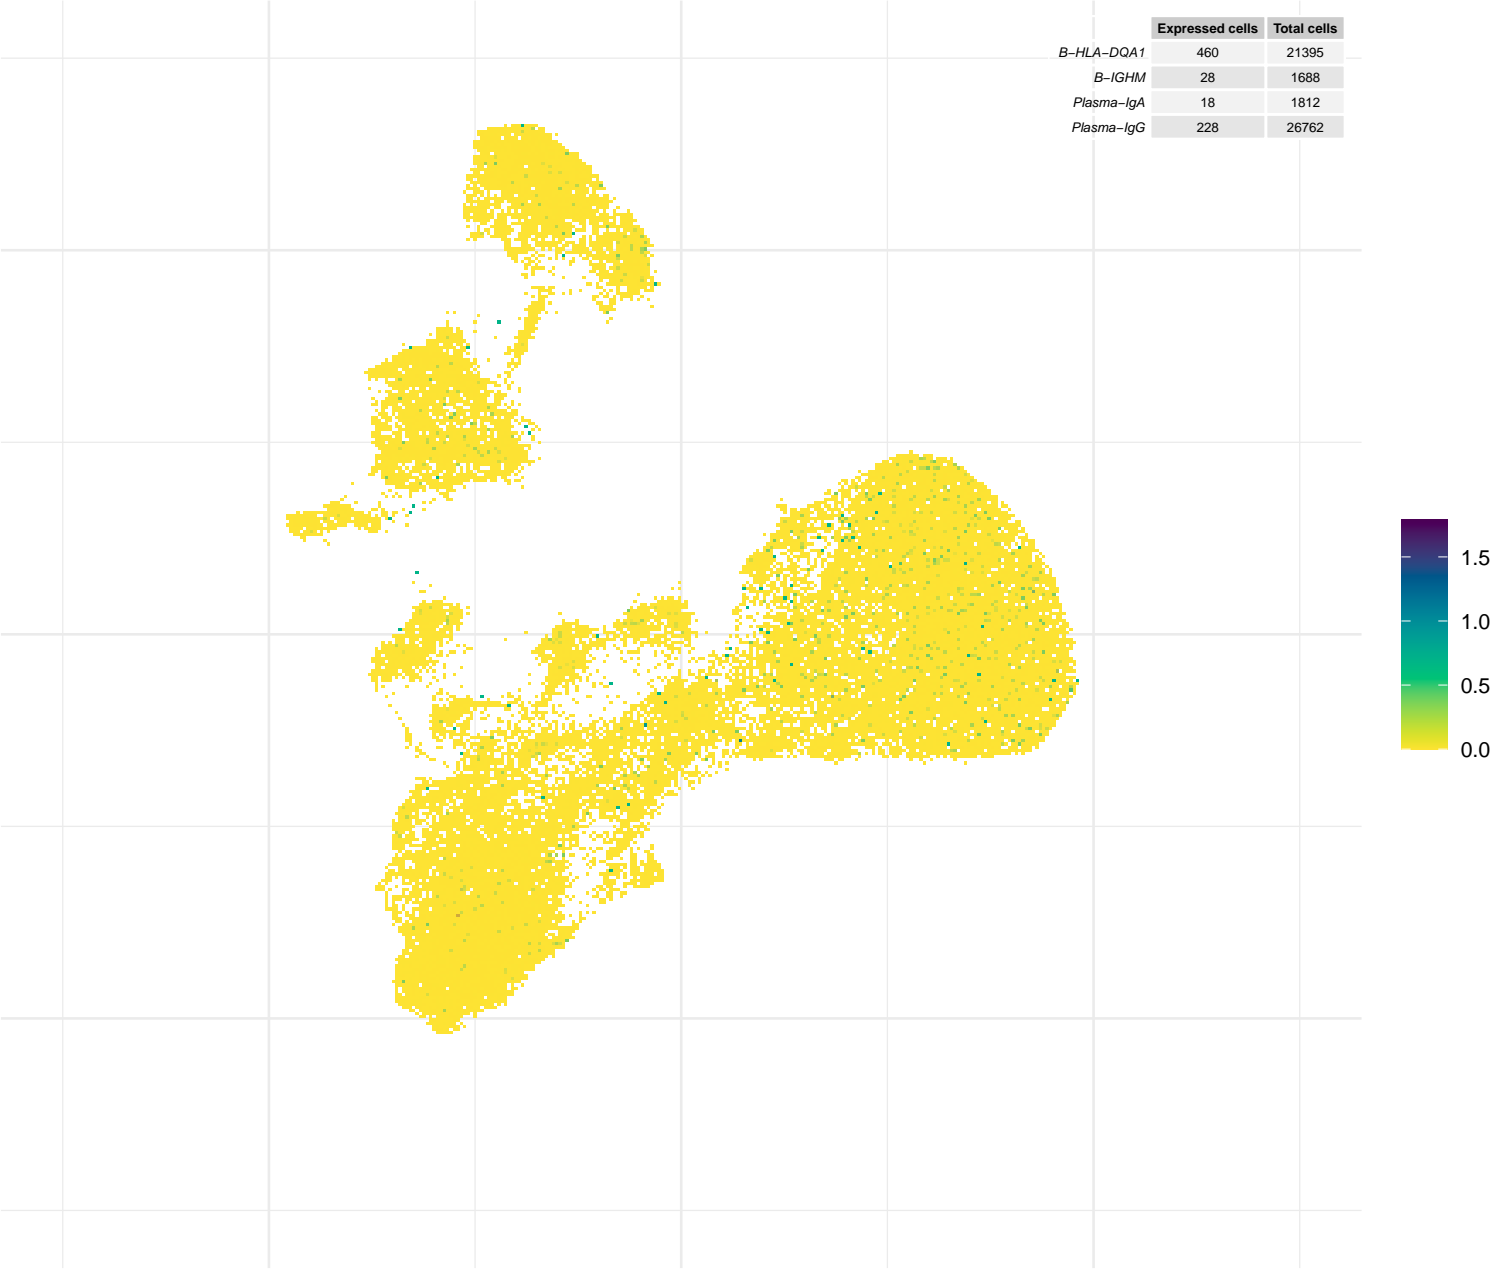 Expressed cells Total cells
B−HLA−DQA1 460 21395
B−IGHM 28 1688
Plasma−IgA 18 1812
Plasma−IgG 228 26762
1.5
1.0
0.5
0.0